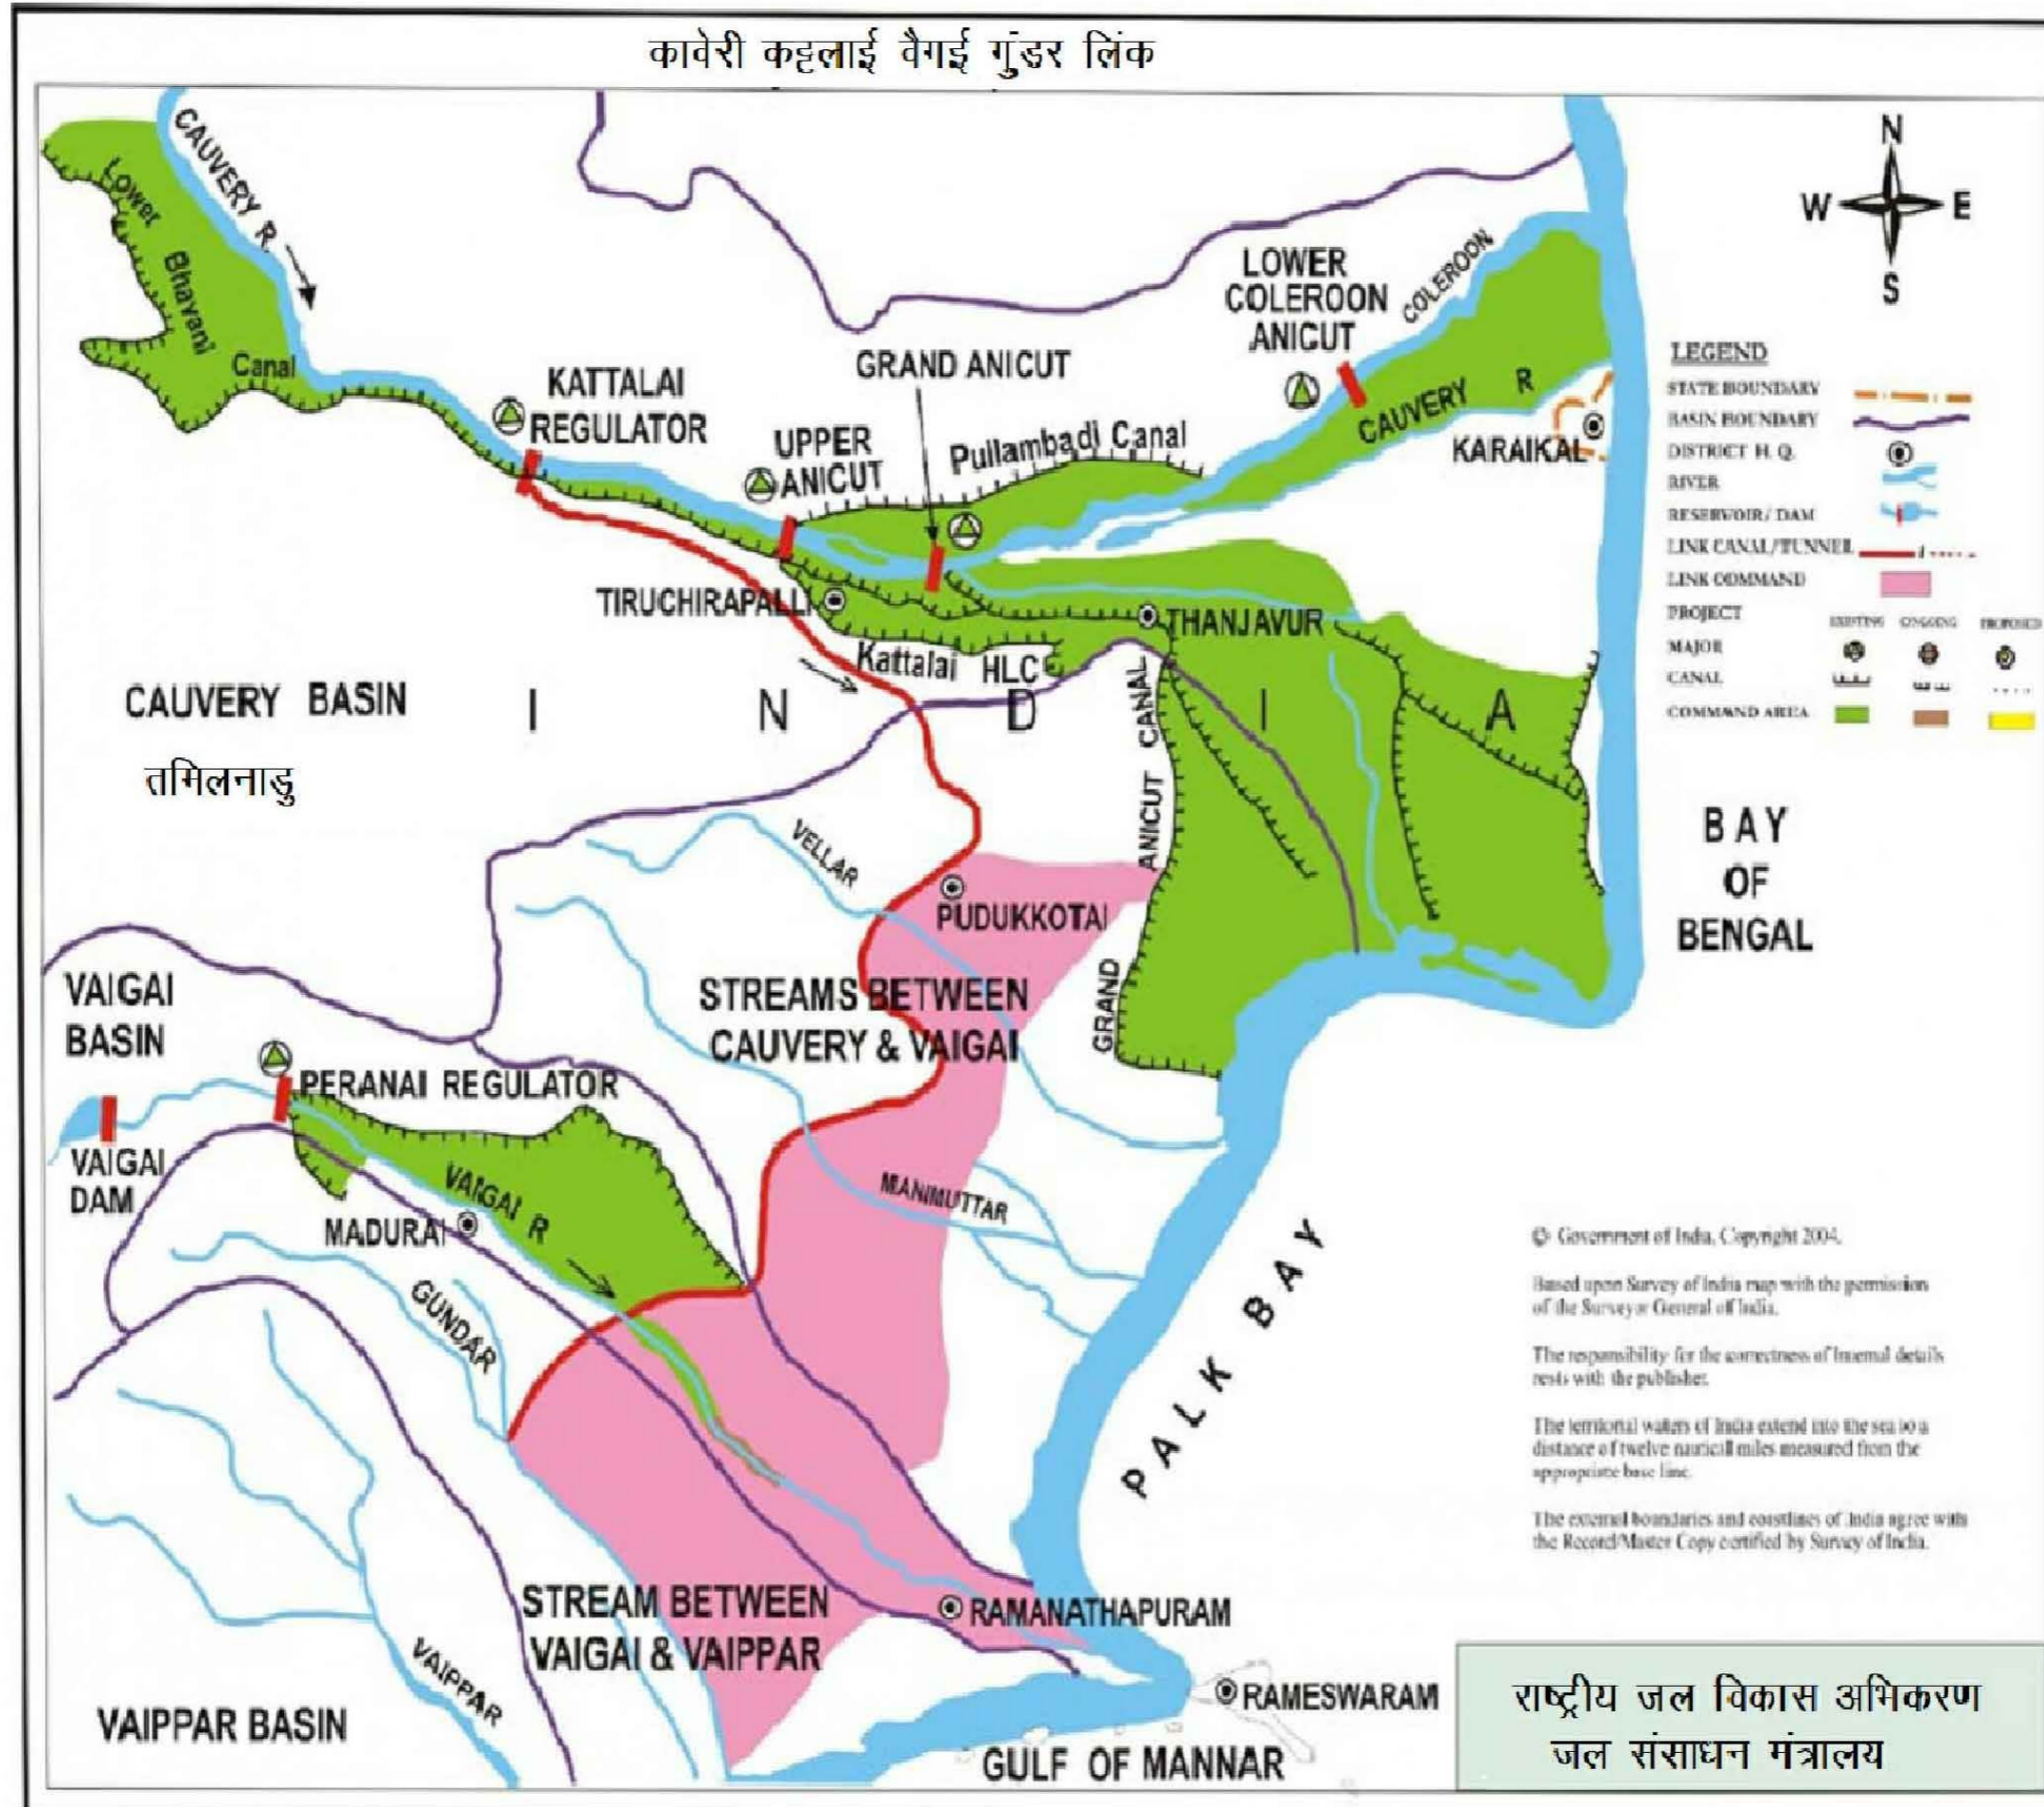 कावेरी कट्टलाई वैगई गुंडर लिंक
CAUVERY R
Lower Bhavani Canal
N
W E
S
LOWER
COLEROON
ANICUT
COLEROON
GRAND ANICUT
KATTALAI
REGULATOR
UPPER
ANICUT
Pullambadi Canal
CAUVERY R
KARAIKAL
LEGEND
STATE BOUNDARY
BASIN BOUNDARY
DISTRICT H. Q.
RIVER
RESERVOIR/ DAM
LINK CANAL/TUNNEL
LINK COMMAND
PROJECT EXISTING ONGOING PROPOSED
MAJOR
CANAL
COMMAND AREA
TIRUCHIRAPALLI
THANJAVUR
Kattalai HLC
CAUVERY BASIN
I N D I A
तमिलनाडु
GRAND ANICUT CANAL
VELLAR
PUDUKKOTAI
BAY
OF
BENGAL
STREAMS BETWEEN
CAUVERY & VAIGAI
VAIGAI
BASIN
PERANAI REGULATOR
VAIGAI
DAM
VAIGAI R
MADURAI
MANIMUTTAR
GUNDAR
PALK BAY
© Government of India, Copyright 2004.
Based upon Survey of India map with the permission
of the Surveyor General of India.
The responsibility for the correctness of internal details
rests with the publisher.
The territorial waters of India extend into the sea to a
distance of twelve nautical miles measured from the
appropriate base line.
The external boundaries and coastlines of India agree with
the Record/Master Copy certified by Survey of India.
STREAM BETWEEN
VAIGAI & VAIPPAR
RAMANATHAPURAM
VAIPPAR
VAIPPAR BASIN
RAMESWARAM
GULF OF MANNAR
राष्ट्रीय जल विकास अभिकरण
जल संसाधन मंत्रालय